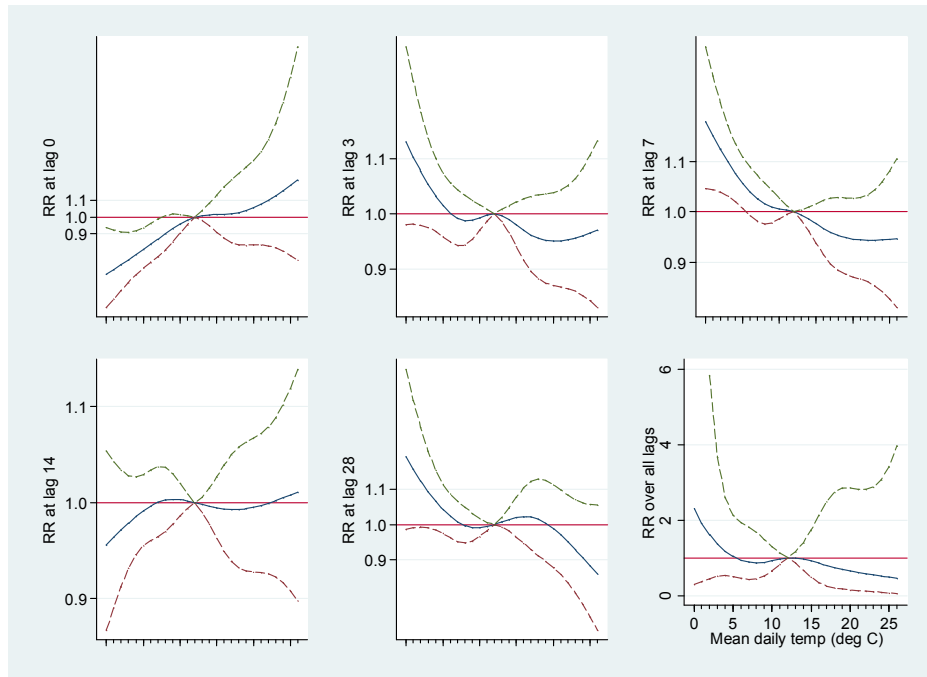 RR at lag 0
1.1
1.0
0.9
RR at lag 3
1.1
1.0
0.9
RR at lag 7
1.1
1.0
0.9
RR at lag 14
1.1
1.0
0.9
RR at lag 28
1.1
1.0
0.9
RR over all lags
6
4
2
0
0 5 10 15 20 25
Mean daily temp (deg C)